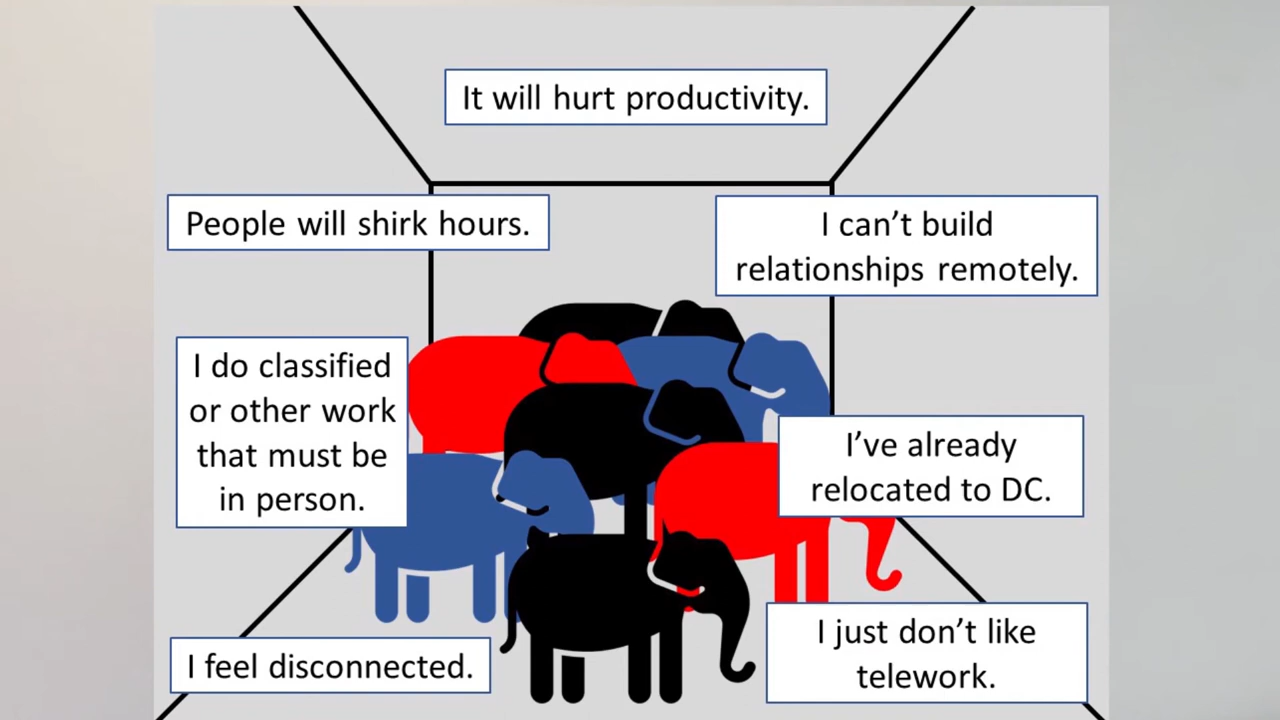 It will hurt productivity.
People will shirk hours.
I can't build
relationships remotely.
I do classified
or other work
that must be
in person.
I've already
relocated to DC.
I feel disconnected.
I just don't like
telework.